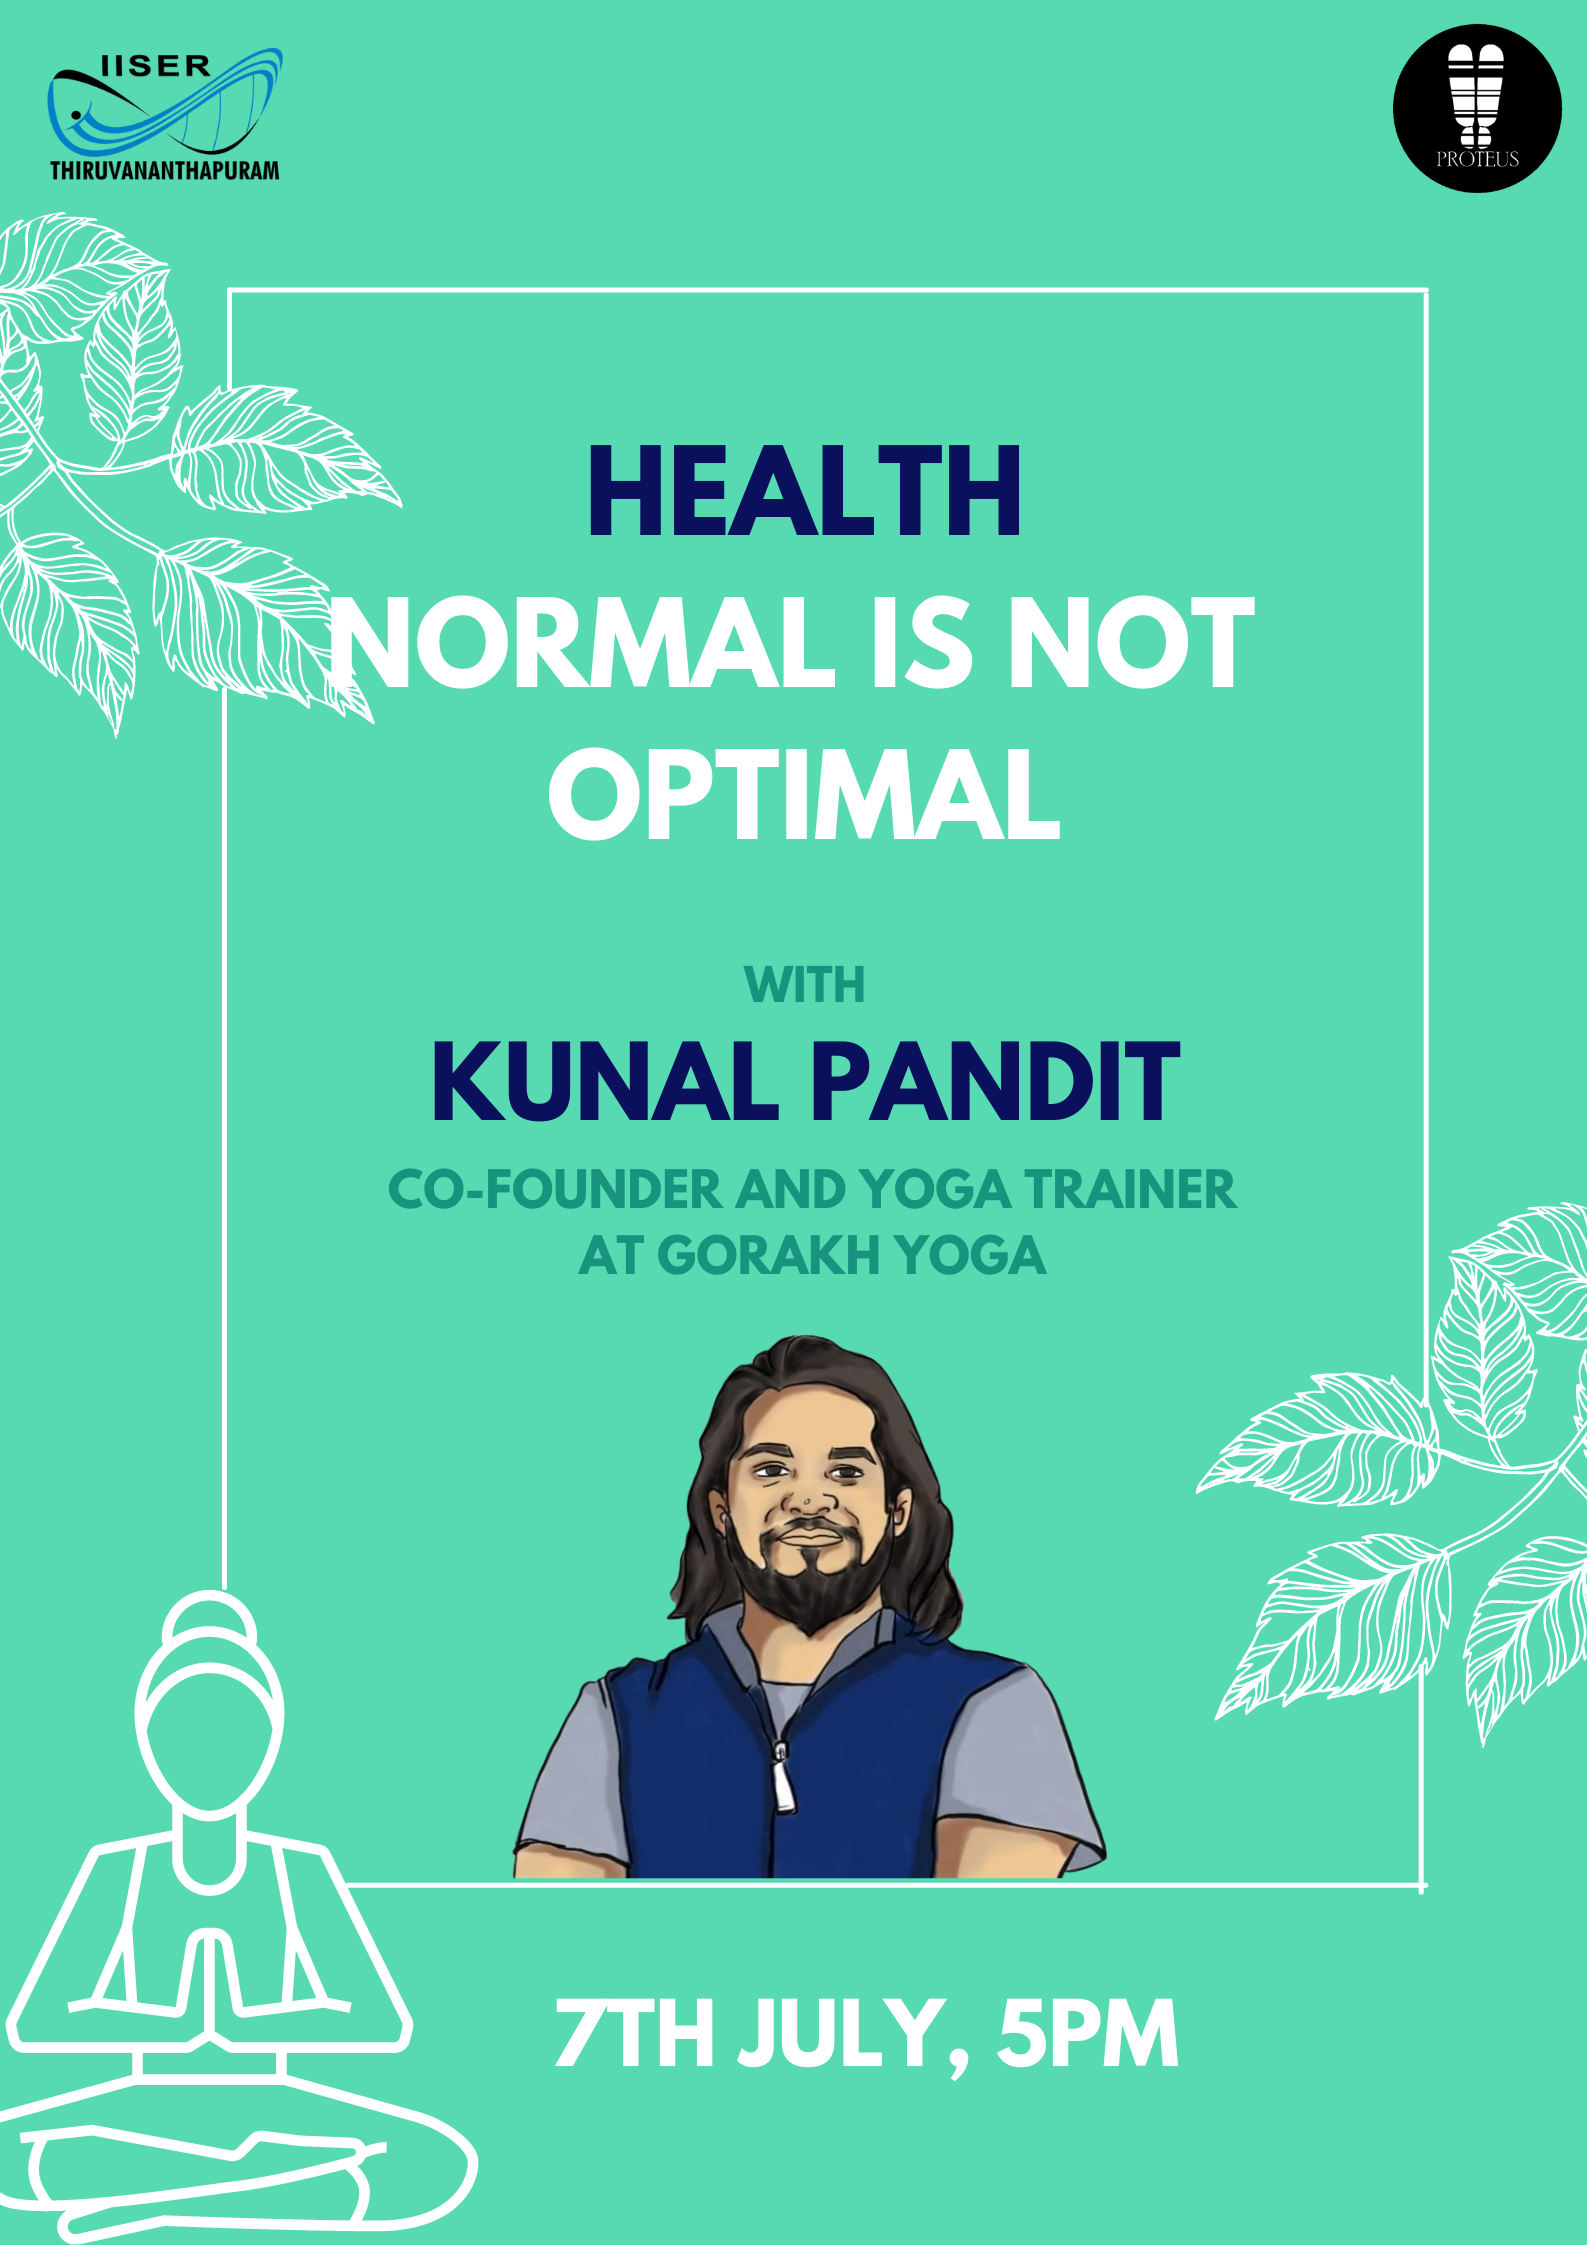 IISER
THIRUVANANTHAPURAM
PROTEUS
HEALTH
NORMAL IS NOT
OPTIMAL
WITH
KUNAL PANDIT
CO-FOUNDER AND YOGA TRAINER
AT GORAKH YOGA
7TH JULY, 5PM